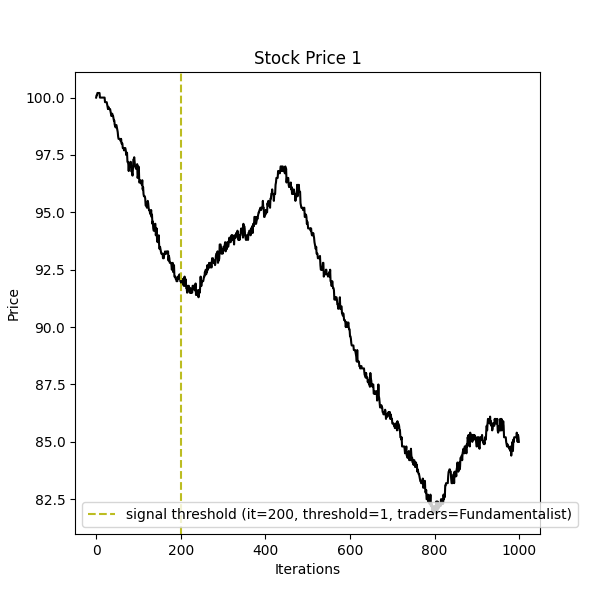 Stock Price 1
100.0
97.5
95.0
92.5
90.0
87.5
85.0
82.5
Price
signal threshold (it=200, threshold=1, traders=Fundamentalist)
0 200 400 600 800 1000
Iterations